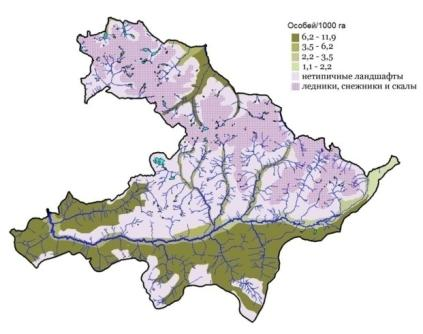 Особей/1000 га
6,2 - 11,9
3,5 - 6,2
2,2 - 3,5
1,1 - 2,2
нетипичные ландшафты
ледники, снежники и скалы